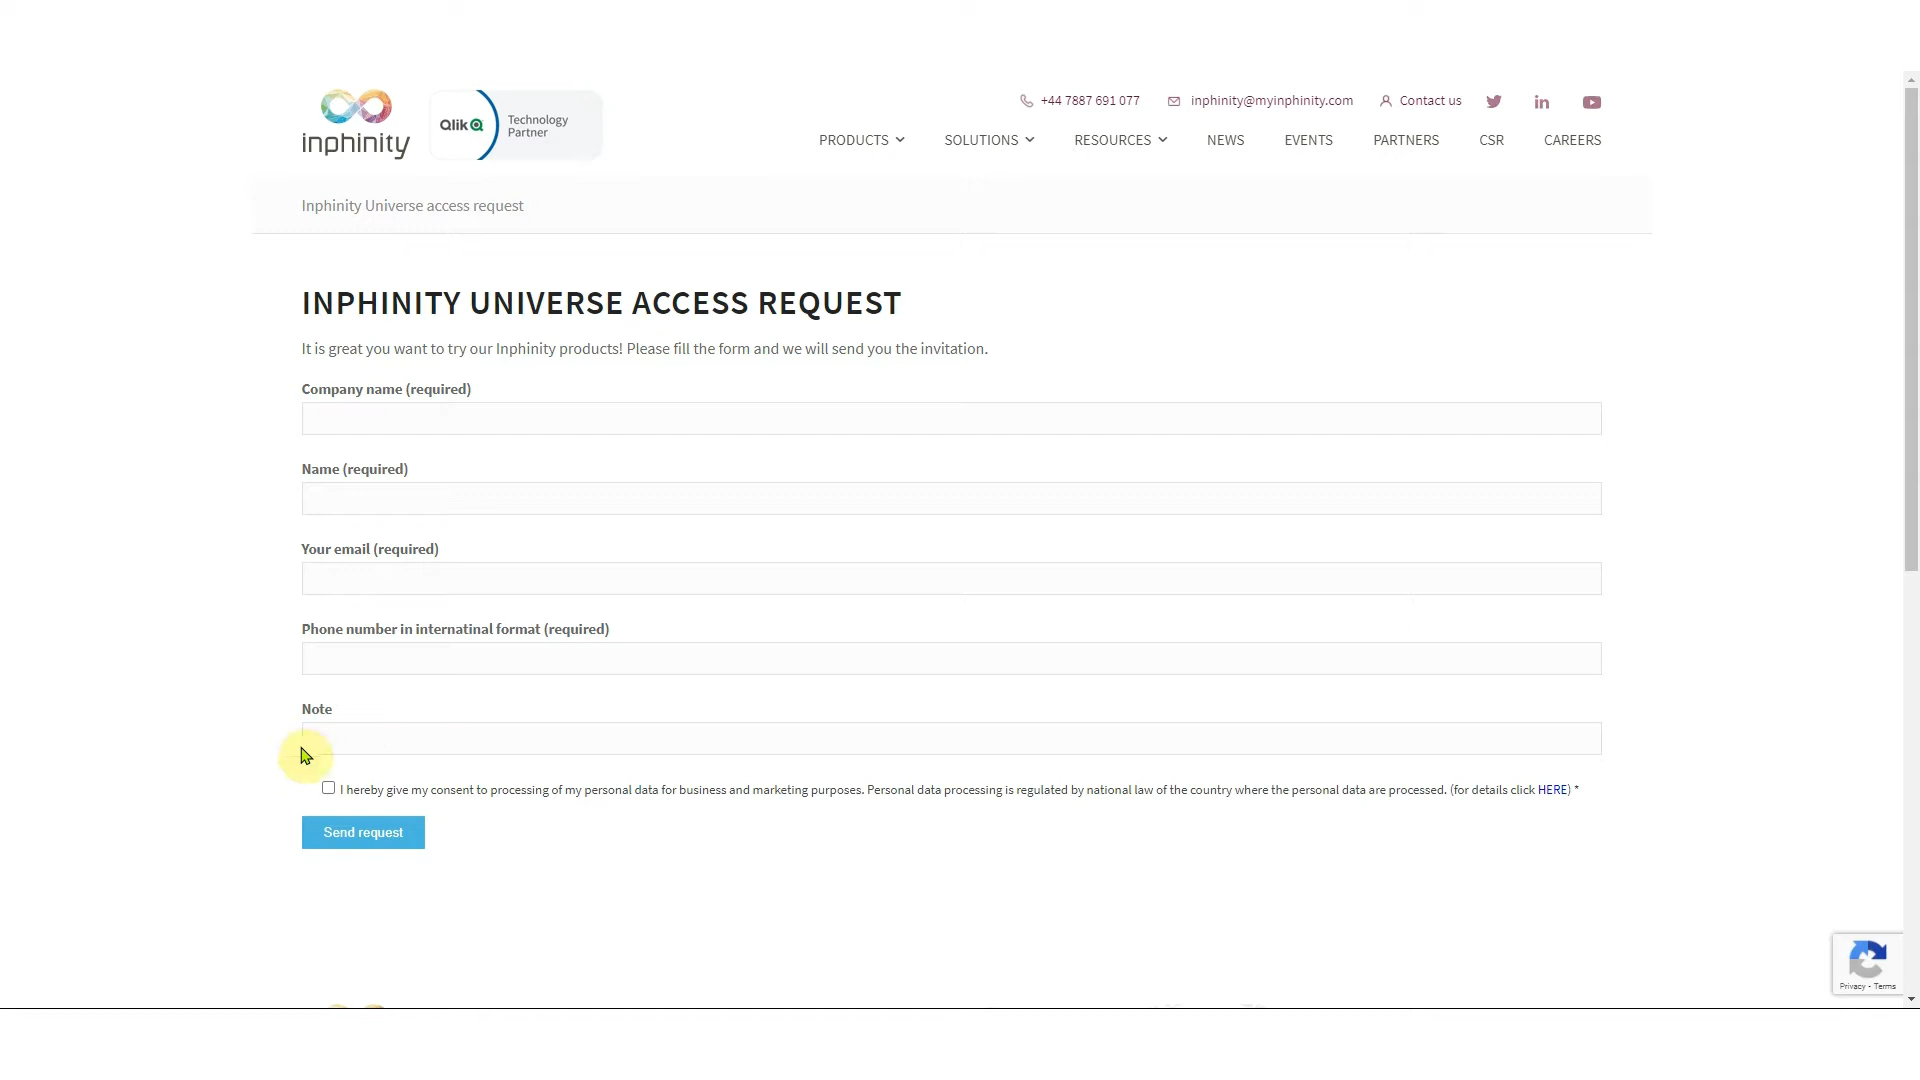 +44 7887 691 077 inphinity@myinphinity.com Contact us
inphinity Qlik Technology Partner
PRODUCTS SOLUTIONS RESOURCES NEWS EVENTS PARTNERS CSR CAREERS
Inphinity Universe access request
INPHINITY UNIVERSE ACCESS REQUEST
It is great you want to try our Inphinity products! Please fill the form and we will send you the invitation.
Company name (required)
Name (required)
Your email (required)
Phone number in internatinal format (required)
Note
I hereby give my consent to processing of my personal data for business and marketing purposes. Personal data processing is regulated by national law of the country where the personal data are processed. (for details click HERE) *
Send request
Privacy - Terms